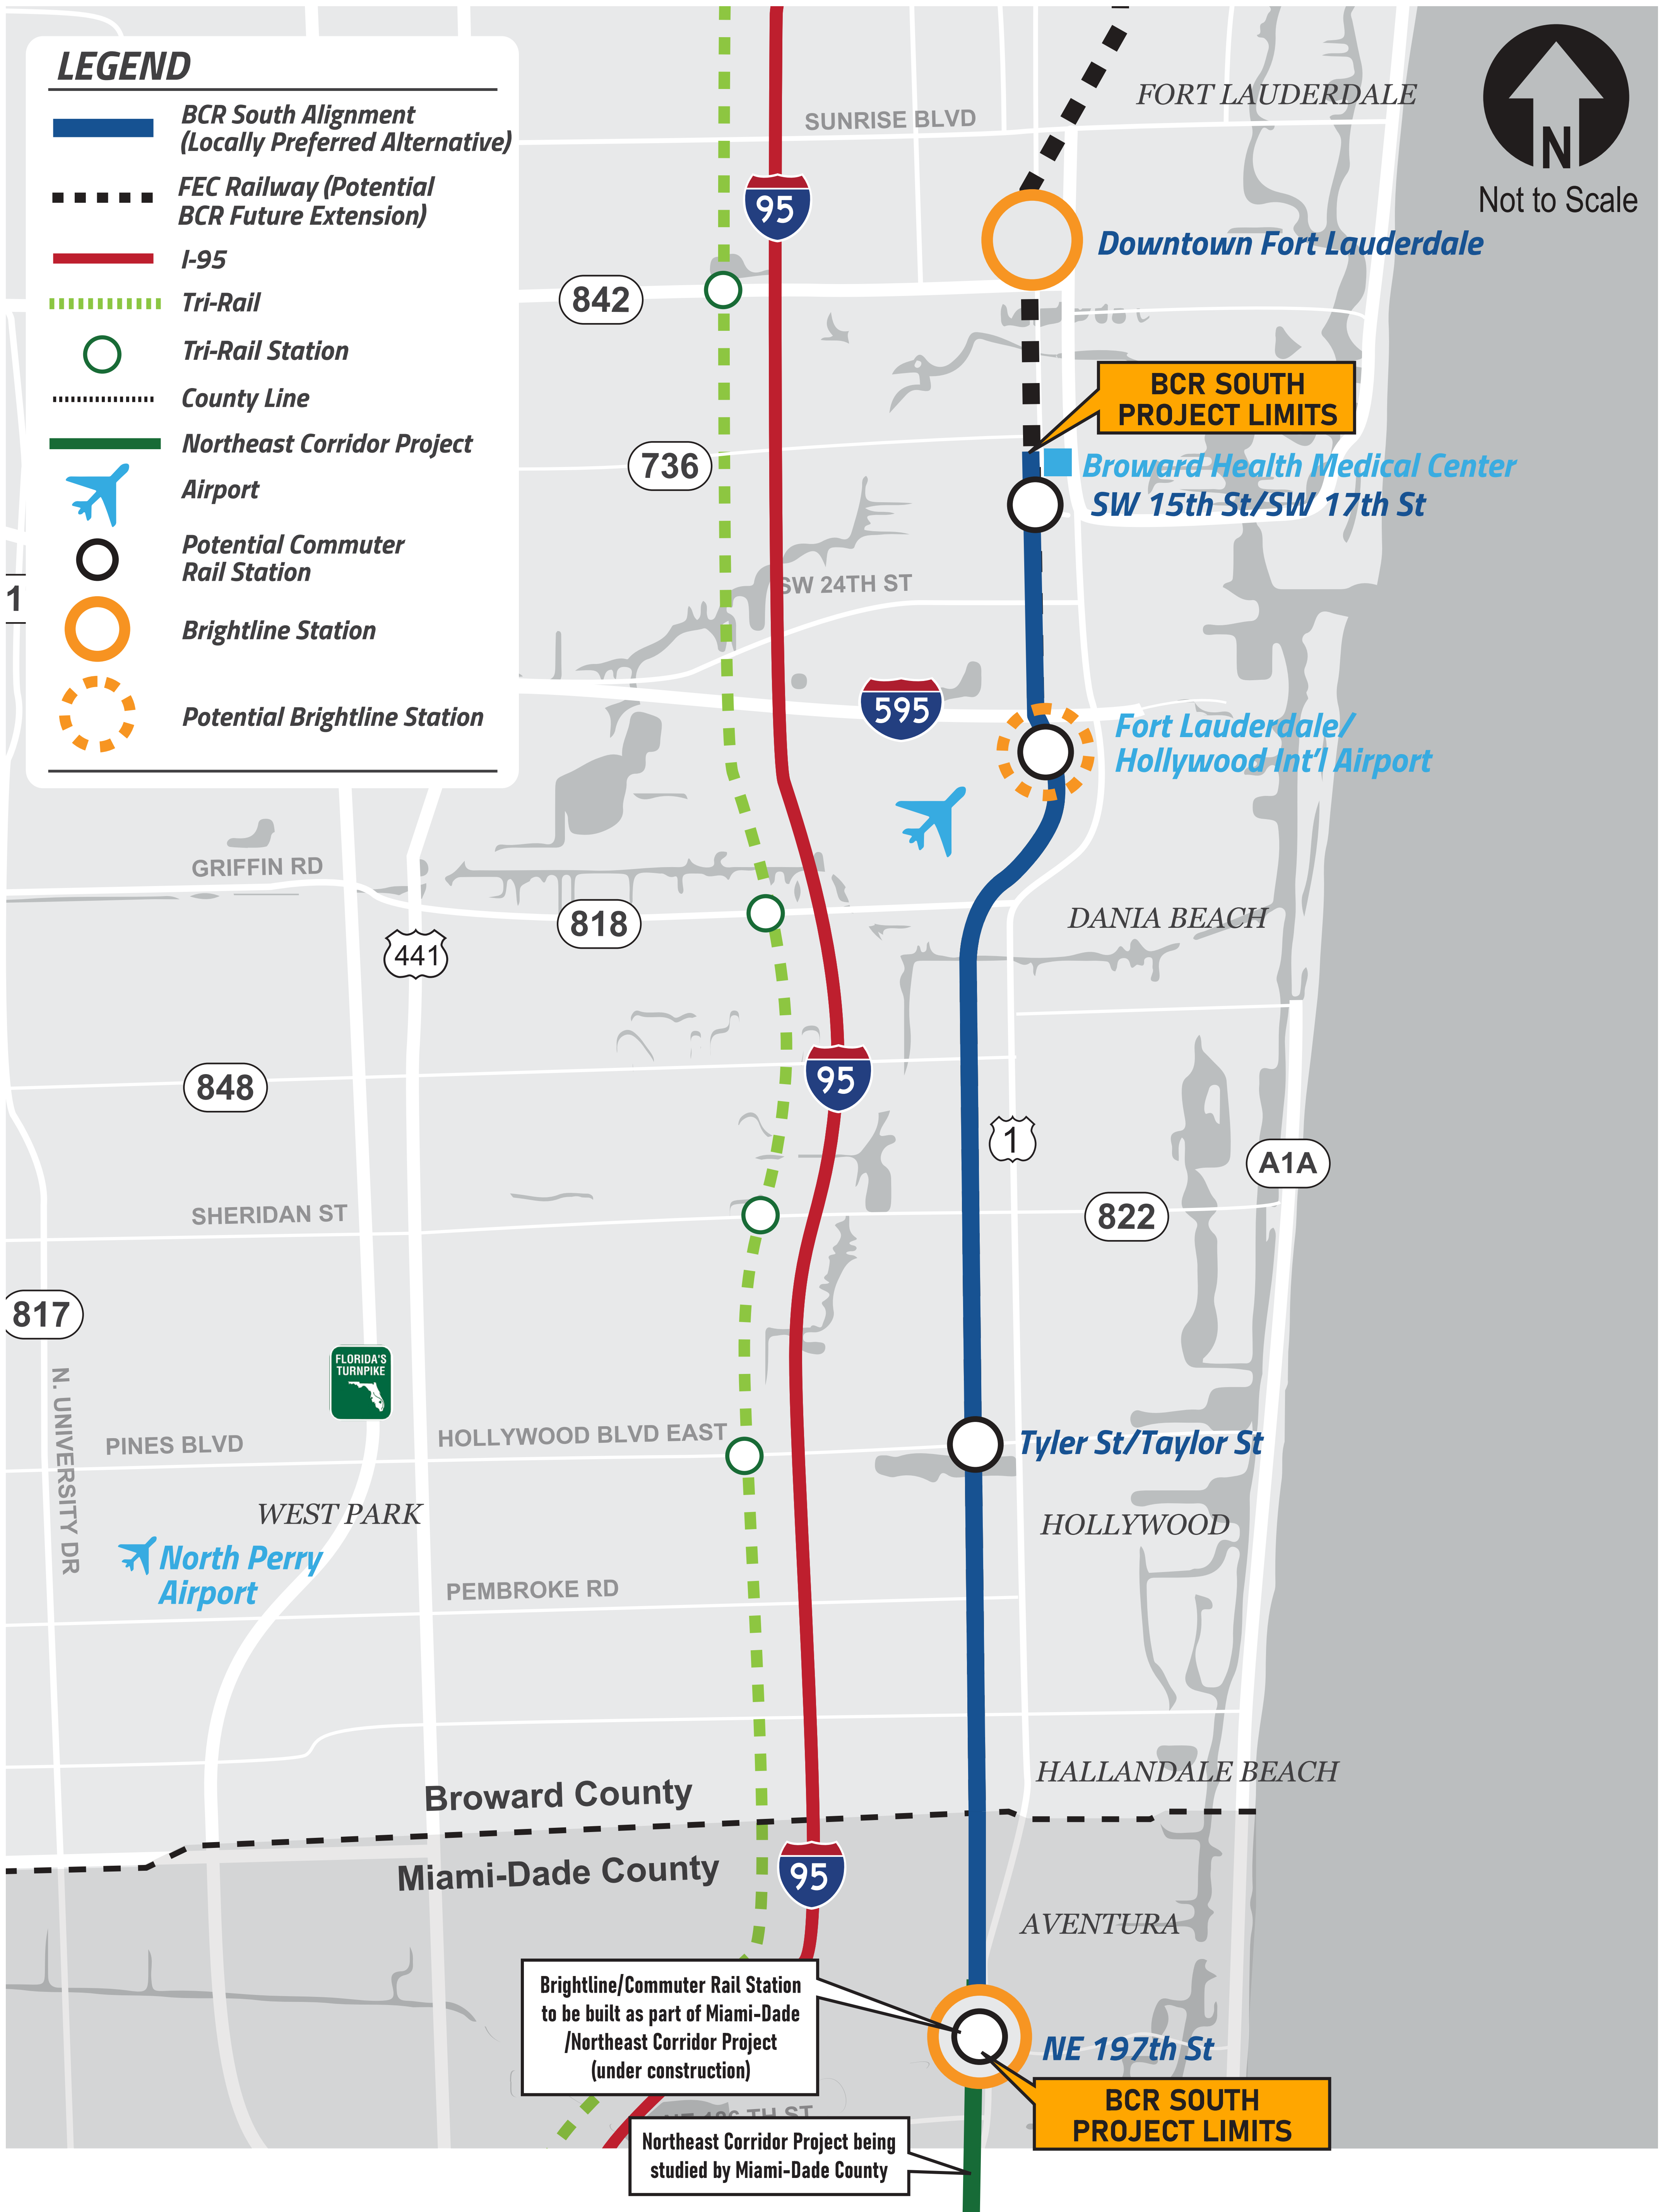 LEGEND
BCR South Alignment
(Locally Preferred Alternative)
FEC Railway (Potential
BCR Future Extension)
I-95
Tri-Rail
Tri-Rail Station
County Line
Northeast Corridor Project
Airport
Potential Commuter
Rail Station
Brightline Station
Potential Brightline Station
N
Not to Scale
FORT LAUDERDALE
SUNRISE BLVD
95
Downtown Fort Lauderdale
842
BCR SOUTH
PROJECT LIMITS
736
Broward Health Medical Center
SW 15th St/SW 17th St
SW 24TH ST
1
595
Fort Lauderdale/
Hollywood Int'l Airport
GRIFFIN RD
818
DANIA BEACH
441
95
848
1
A1A
SHERIDAN ST
822
817
FLORIDA'S
TURNPIKE
N. UNIVERSITY DR
PINES BLVD
HOLLYWOOD BLVD EAST
Tyler St/Taylor St
WEST PARK
HOLLYWOOD
North Perry
Airport
PEMBROKE RD
HALLANDALE BEACH
Broward County
Miami-Dade County
95
AVENTURA
Brightline/Commuter Rail Station
to be built as part of Miami-Dade
/Northeast Corridor Project
(under construction)
NE 197th St
BCR SOUTH
PROJECT LIMITS
TH ST
Northeast Corridor Project being
studied by Miami-Dade County